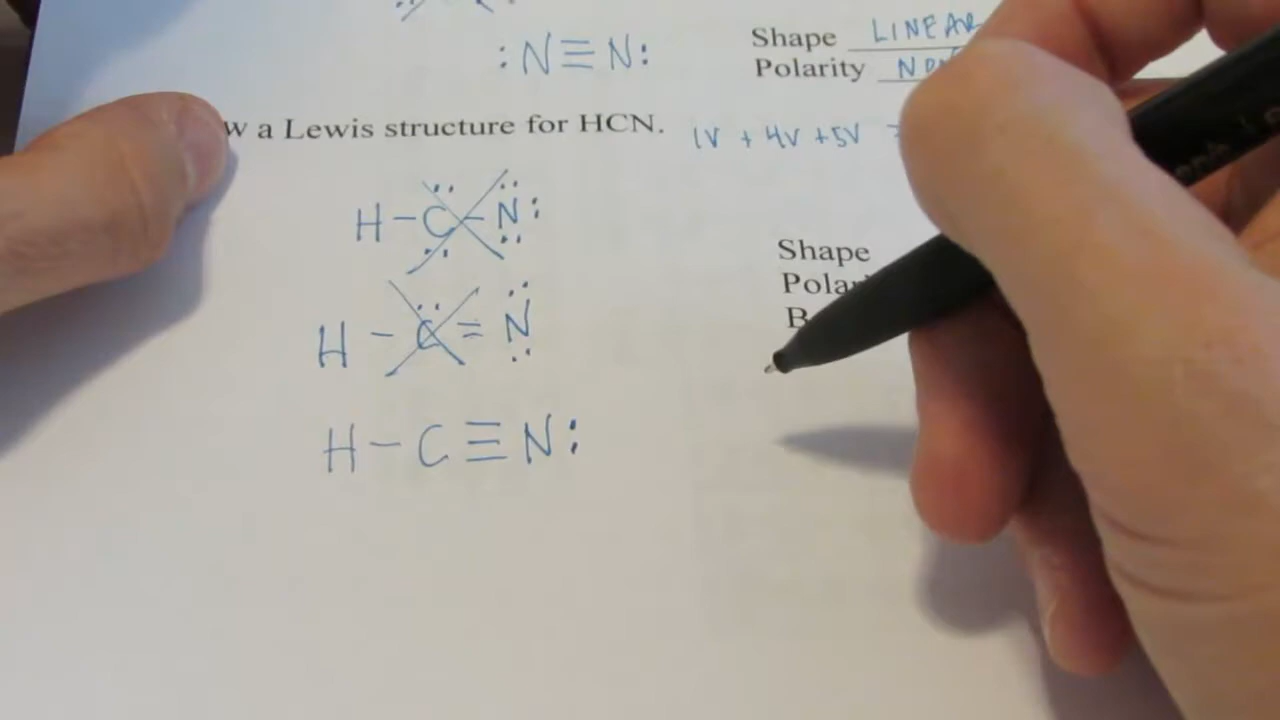 :N≡N:
Shape LINEAR
Polarity
a Lewis structure for HCN. 1V + 4V + 5V
H-C-N:
H-C=N
H-C≡N:
Shape